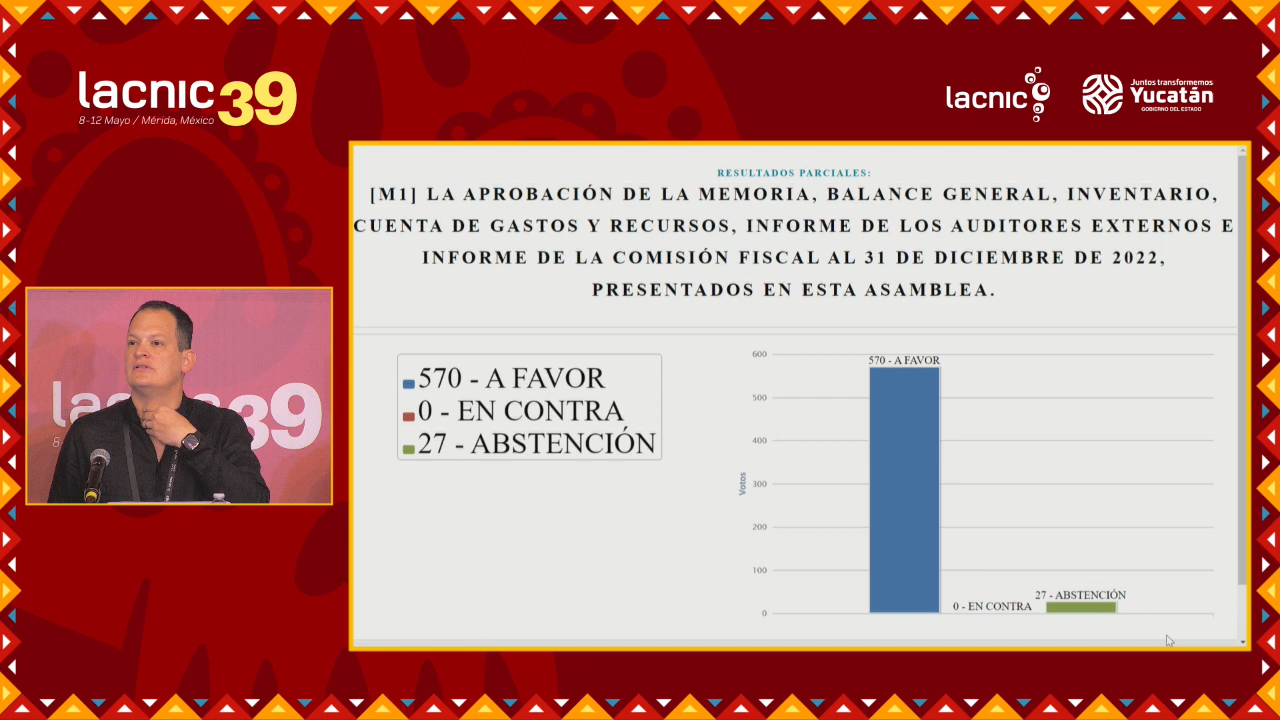 lacnic39
8-12 Mayo / Mérida, México
lacnic
Juntos transformemos
Yucatán
GOBIERNO DEL ESTADO
RESULTADOS PARCIALES:
[M1] LA APROBACIÓN DE LA MEMORIA, BALANCE GENERAL, INVENTARIO,
CUENTA DE GASTOS Y RECURSOS, INFORME DE LOS AUDITORES EXTERNOS E
INFORME DE LA COMISIÓN FISCAL AL 31 DE DICIEMBRE DE 2022,
PRESENTADOS EN ESTA ASAMBLEA.
570 - A FAVOR
0 - EN CONTRA
27 - ABSTENCIÓN
Votos
600
500
400
300
200
100
0
570 - A FAVOR
0 - EN CONTRA
27 - ABSTENCIÓN
la
39
8